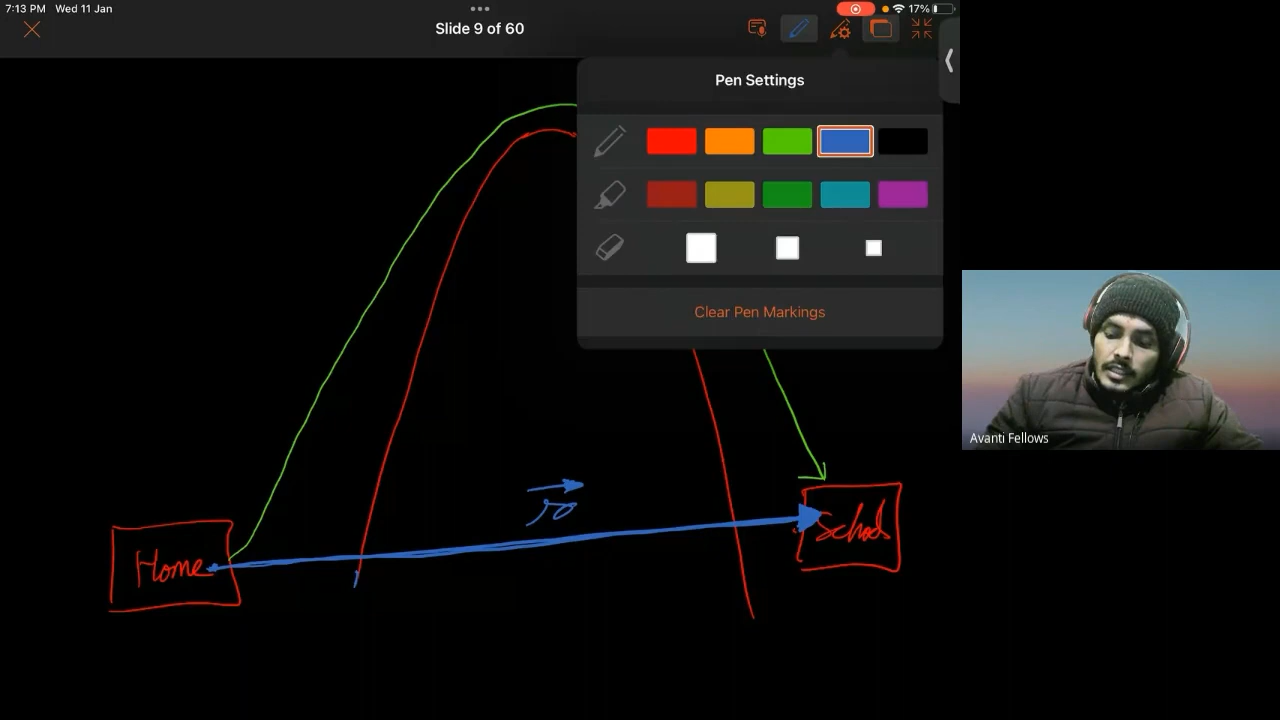 7:13 PM Wed 11 Jan
17%
Slide 9 of 60
Pen Settings
Clear Pen Markings
Home
School
Avanti Fellows